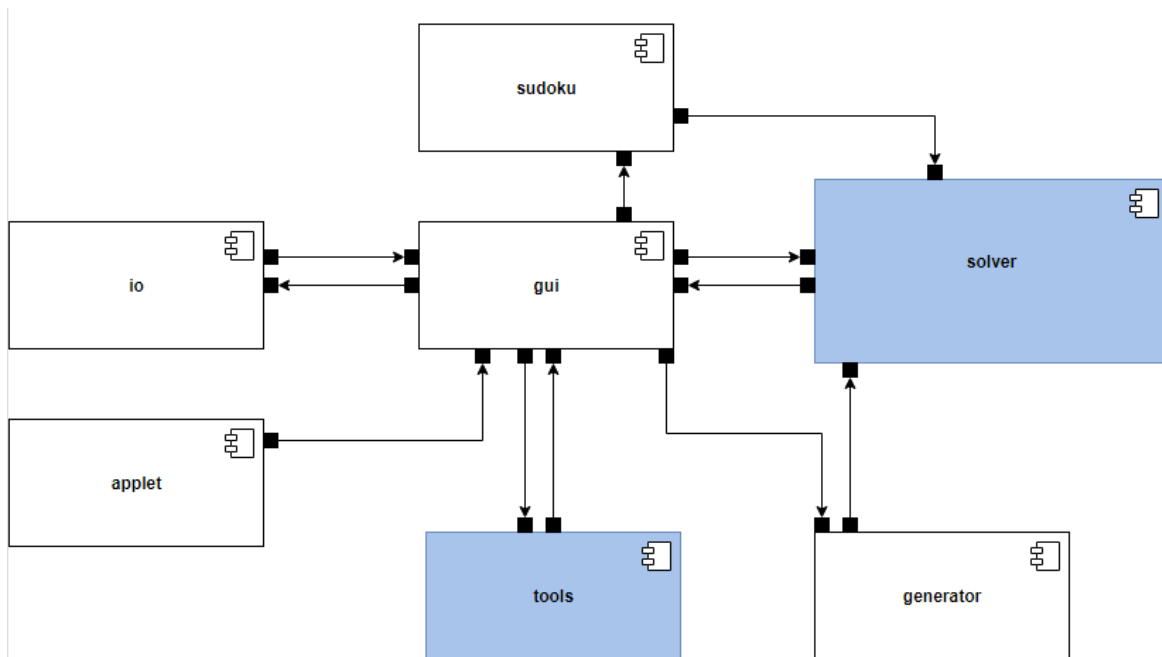 sudoku
solver
io
gui
applet
tools
generator